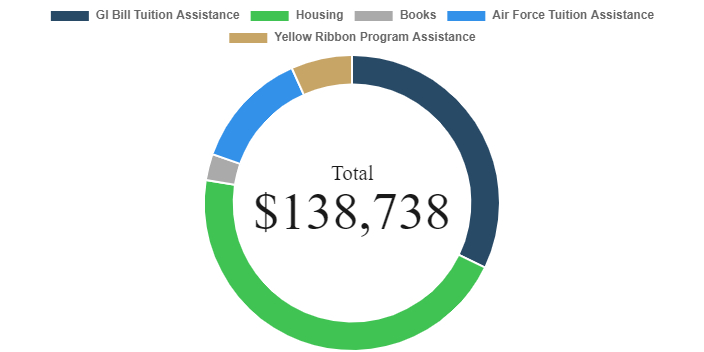 GI Bill Tuition Assistance Housing Books Air Force Tuition Assistance
Yellow Ribbon Program Assistance
Total
$138,738